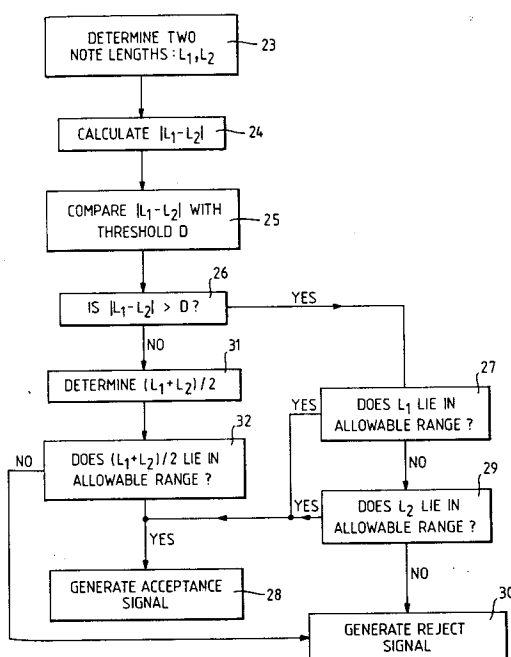 DETERMINE TWO
NOTE LENGTHS : L₁, L₂
23
CALCULATE |L₁-L₂|
24
COMPARE |L₁-L₂| WITH
THRESHOLD D
25
26
IS |L₁-L₂| > D ?
YES
NO
31
DETERMINE (L₁+L₂)/2
27
DOES L₁ LIE IN
ALLOWABLE RANGE ?
YES
32
NO
DOES (L₁+L₂)/2 LIE IN
ALLOWABLE RANGE ?
NO
29
DOES L₂ LIE IN
ALLOWABLE RANGE ?
YES
YES
NO
GENERATE ACCEPTANCE
SIGNAL
28
30
GENERATE REJECT
SIGNAL